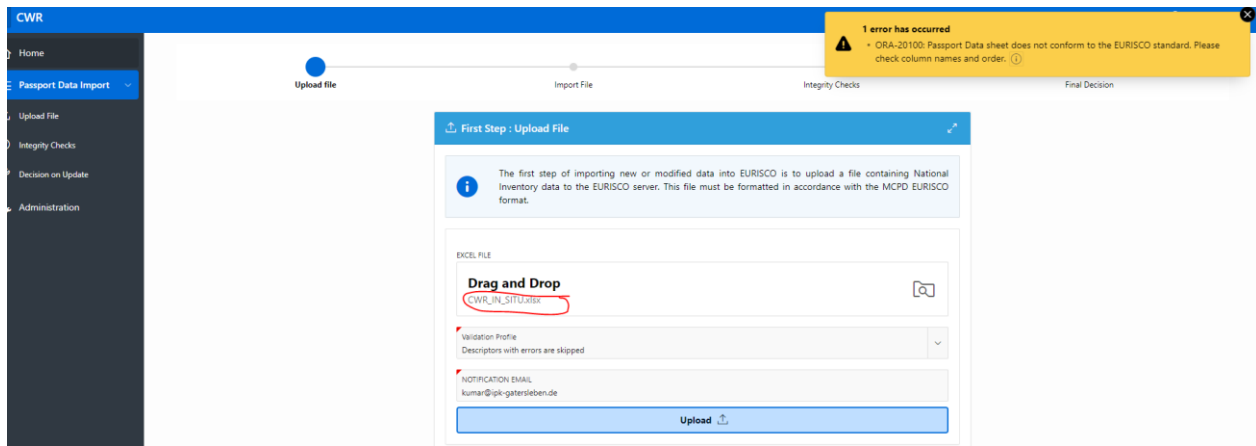 CWR
1 error has occurred
• ORA-20100: Passport Data sheet does not conform to the EURISCO standard. Please
check column names and order.
Home
Passport Data Import
Upload File
Integrity Checks
Decision on Update
Administration
Upload file
Import File
Integrity Checks
Final Decision
First Step : Upload File
The first step of importing new or modified data into EURISCO is to upload a file containing National
Inventory data to the EURISCO server. This file must be formatted in accordance with the MCPD EURISCO
format.
EXCEL FILE
Drag and Drop
CWR_IN_SITU.xlsx
Validation Profile
Descriptors with errors are skipped
NOTIFICATION EMAIL
kumar@ipk-gatersleben.de
Upload